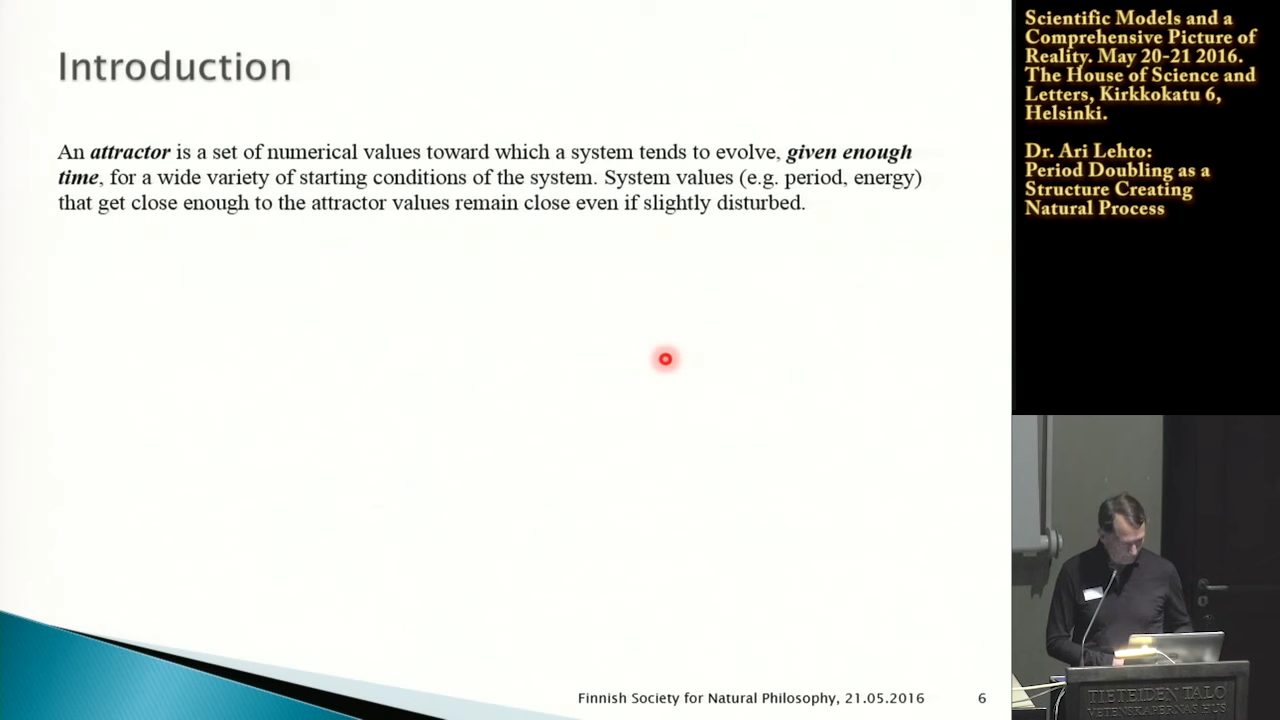 Introduction
An attractor is a set of numerical values toward which a system tends to evolve, given enough
time, for a wide variety of starting conditions of the system. System values (e.g. period, energy)
that get close enough to the attractor values remain close even if slightly disturbed.
Finnish Society for Natural Philosophy, 21.05.2016 6
Scientific Models and a
Comprehensive Picture of
Reality. May 20-21 2016.
The House of Science and
Letters, Kirkkokatu 6,
Helsinki.
Dr. Ari Lehto:
Period Doubling as a
Structure Creating
Natural Process
TIETEIDEN TALO
VETENSKAPERNAS HUS